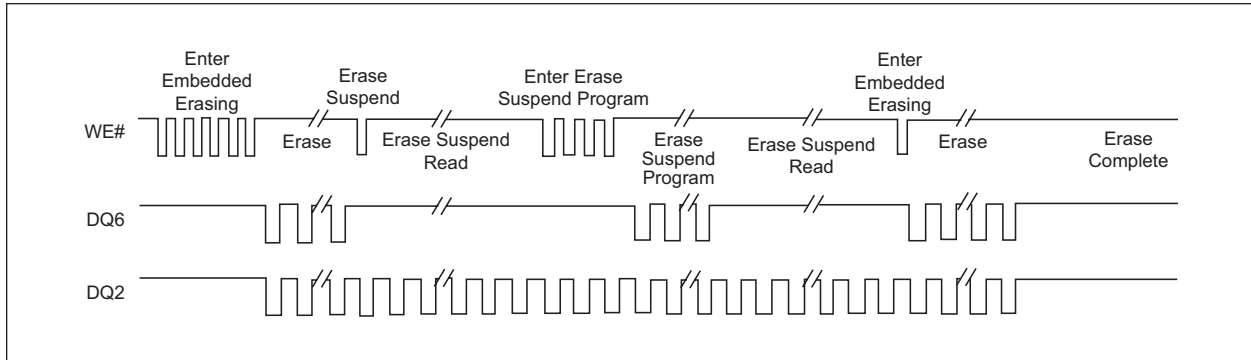 Enter
Embedded
Erasing
Erase
Suspend
Enter Erase
Suspend Program
Enter
Embedded
Erasing
WE#
Erase
Erase Suspend
Read
Erase
Suspend
Program
Erase Suspend
Read
Erase
Erase
Complete
DQ6
DQ2